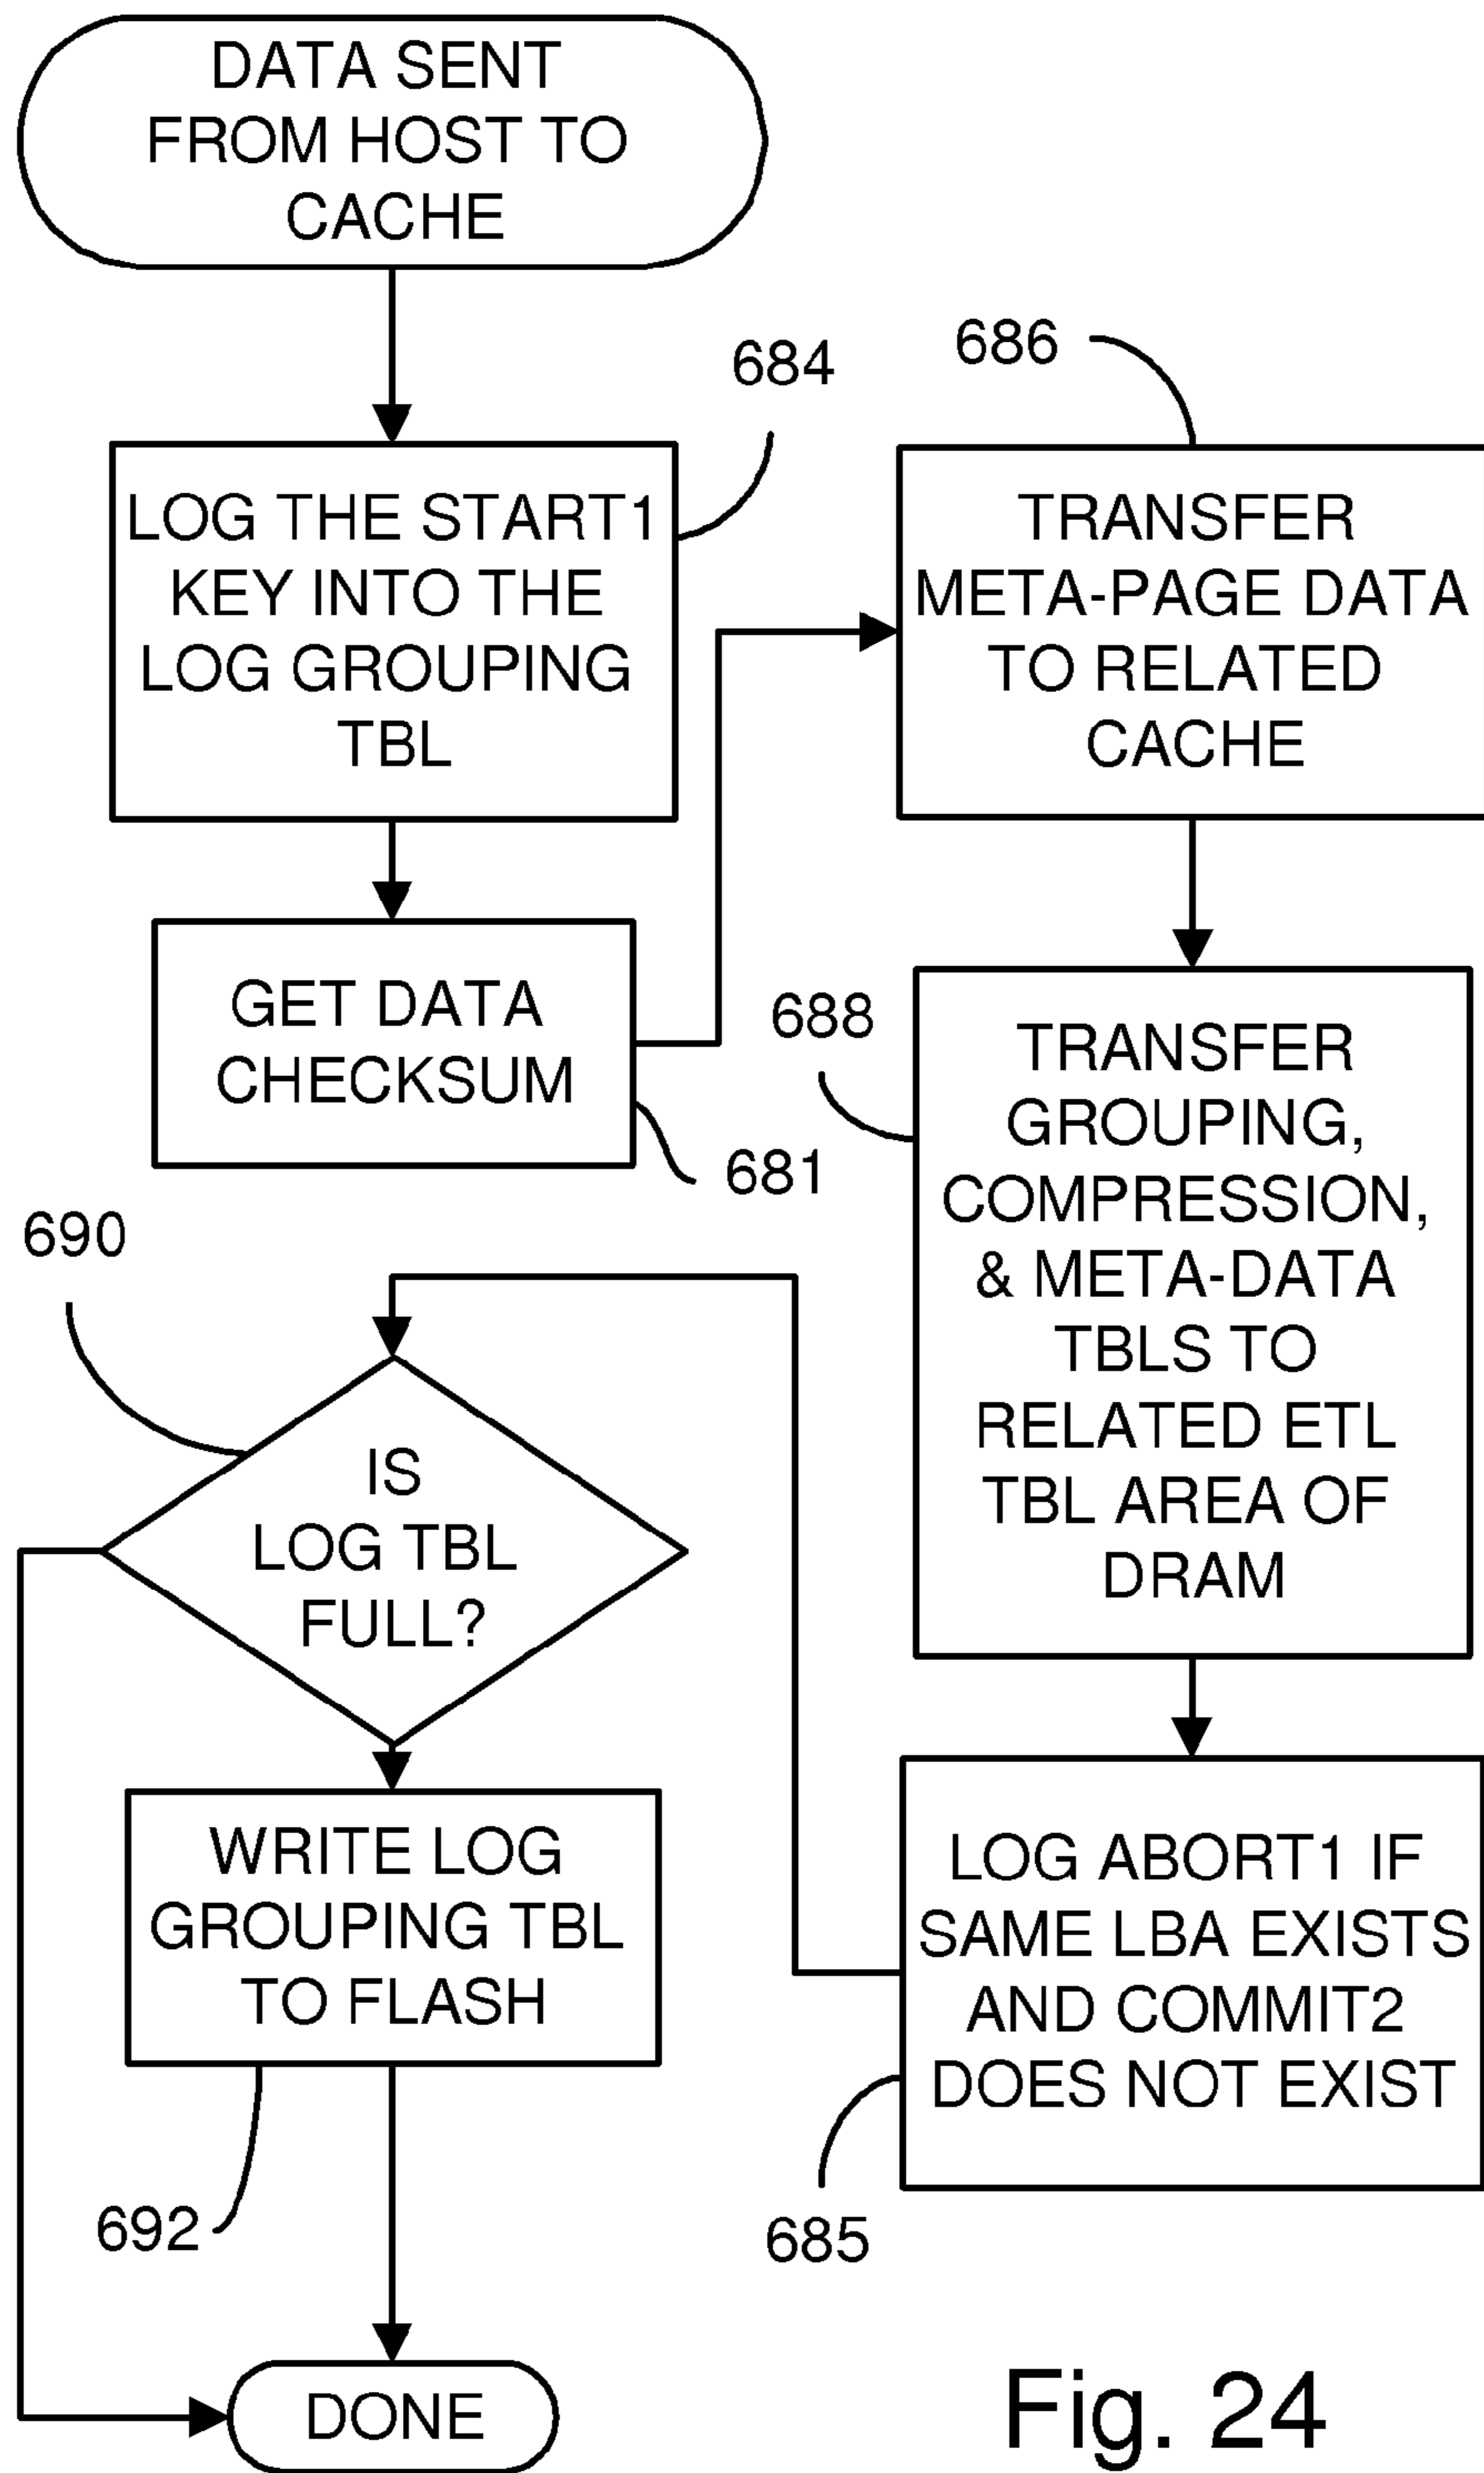 DATA SENT
FROM HOST TO
CACHE
684
LOG THE START1
KEY INTO THE
LOG GROUPING
TBL
GET DATA
CHECKSUM
681
686
TRANSFER
META-PAGE DATA
TO RELATED
CACHE
688
TRANSFER
GROUPING,
COMPRESSION,
& META-DATA
TBLS TO
RELATED ETL
TBL AREA OF
DRAM
LOG ABORT1 IF
SAME LBA EXISTS
AND COMMIT2
DOES NOT EXIST
685
690
IS
LOG TBL
FULL?
WRITE LOG
GROUPING TBL
TO FLASH
692
DONE
Fig. 24